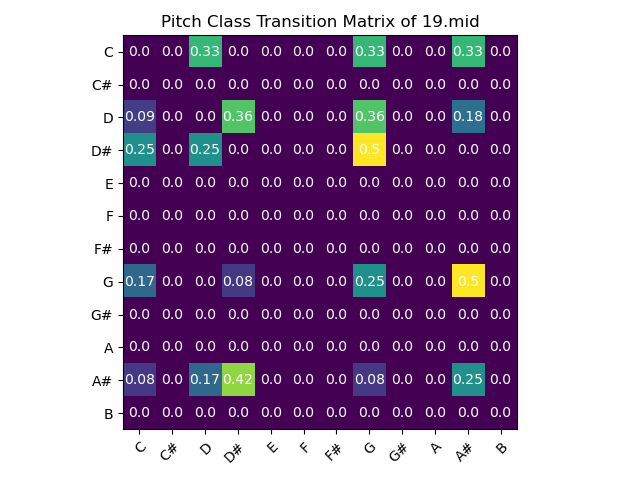 Pitch Class Transition Matrix of 19.mid
C 0.0 0.0 0.33 0.0 0.0 0.0 0.0 0.33 0.0 0.0 0.33 0.0
C# 0.0 0.0 0.0 0.0 0.0 0.0 0.0 0.0 0.0 0.0 0.0 0.0
D 0.09 0.0 0.0 0.36 0.0 0.0 0.0 0.36 0.0 0.0 0.18 0.0
D# 0.25 0.0 0.25 0.0 0.0 0.0 0.0 0.5 0.0 0.0 0.0 0.0
E 0.0 0.0 0.0 0.0 0.0 0.0 0.0 0.0 0.0 0.0 0.0 0.0
F 0.0 0.0 0.0 0.0 0.0 0.0 0.0 0.0 0.0 0.0 0.0 0.0
F# 0.0 0.0 0.0 0.0 0.0 0.0 0.0 0.0 0.0 0.0 0.0 0.0
G 0.17 0.0 0.0 0.08 0.0 0.0 0.0 0.25 0.0 0.0 0.5 0.0
G# 0.0 0.0 0.0 0.0 0.0 0.0 0.0 0.0 0.0 0.0 0.0 0.0
A 0.0 0.0 0.0 0.0 0.0 0.0 0.0 0.0 0.0 0.0 0.0 0.0
A# 0.08 0.0 0.17 0.42 0.0 0.0 0.0 0.08 0.0 0.0 0.25 0.0
B 0.0 0.0 0.0 0.0 0.0 0.0 0.0 0.0 0.0 0.0 0.0 0.0
C C# D D# E F F# G G# A A# B